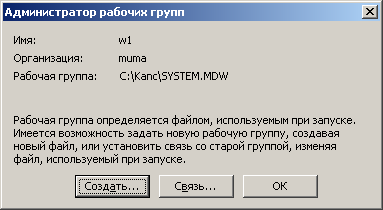 Администратор рабочих групп
Имя: w1
Организация: muma
Рабочая группа: C:\Kanc\SYSTEM.MDW
Рабочая группа определяется файлом, используемым при запуске.
Имеется возможность задать новую рабочую группу, создавая
новый файл, или установить связь со старой группой, изменяя
файл, используемый при запуске.
Создать... Связь... ОК